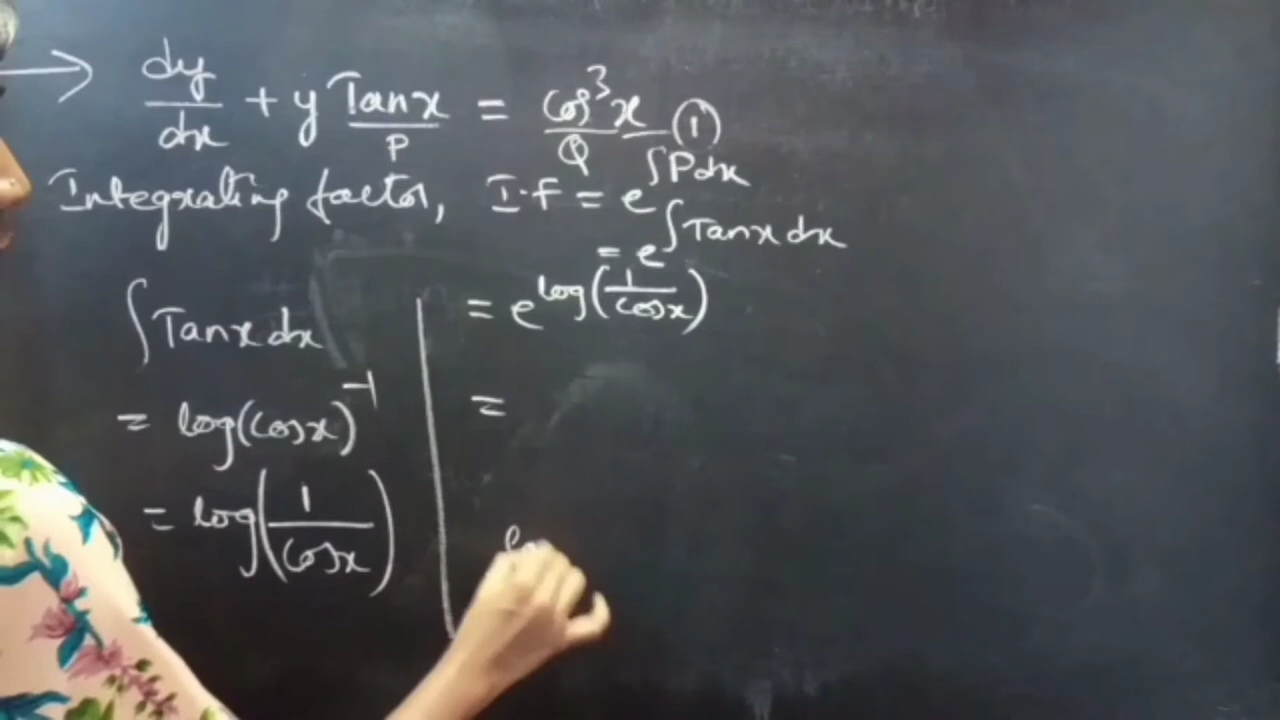 dy/dx + y Tanx = cos³x — ①
P Q
Integrating factor, I.F = e^∫Pdx
= e^∫Tanx dx
∫Tanx dx
= log(cosx)^-1
= log(1/cosx)
= e^log(1/cosx)
=